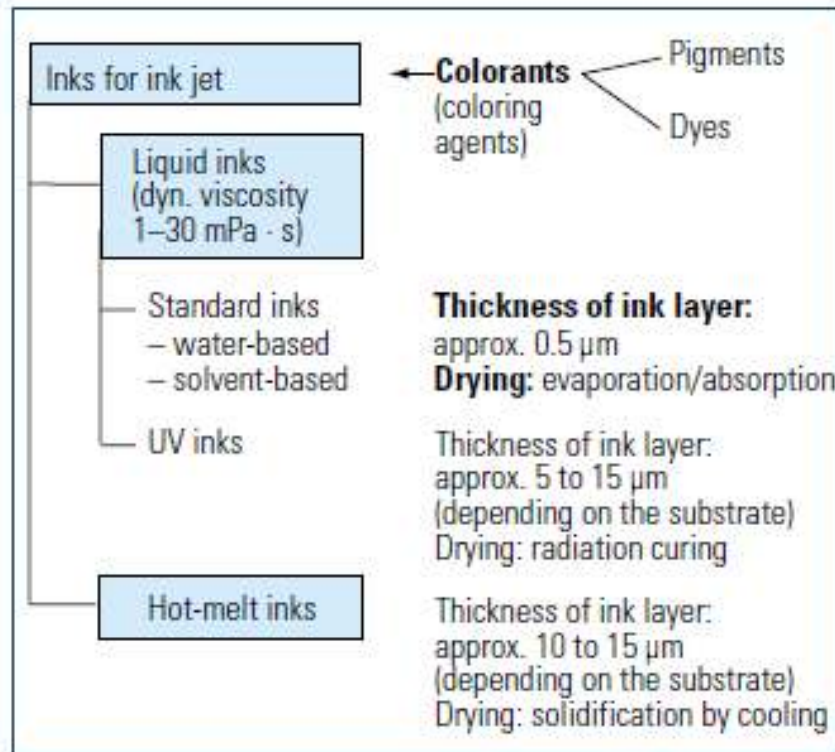 Inks for ink jet
Colorants
(coloring
agents)
Pigments
Dyes
Liquid inks
(dyn. viscosity
1–30 mPa · s)
Standard inks
– water-based
– solvent-based
Thickness of ink layer:
approx. 0.5 µm
Drying: evaporation/absorption
UV inks
Thickness of ink layer:
approx. 5 to 15 µm
(depending on the substrate)
Drying: radiation curing
Hot-melt inks
Thickness of ink layer:
approx. 10 to 15 µm
(depending on the substrate)
Drying: solidification by cooling